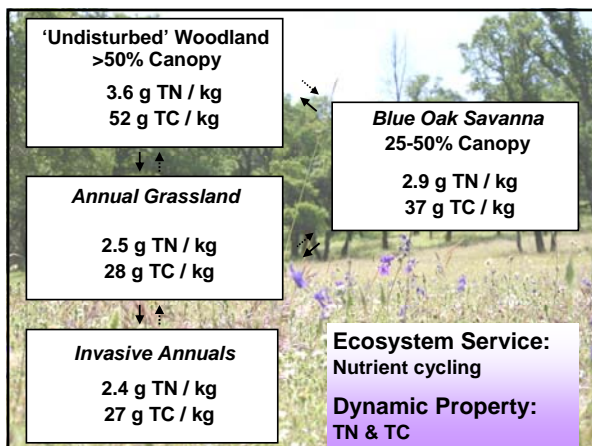 ‘Undisturbed’ Woodland
>50% Canopy
3.6 g TN / kg
52 g TC / kg
Blue Oak Savanna
25-50% Canopy
2.9 g TN / kg
37 g TC / kg
Annual Grassland
2.5 g TN / kg
28 g TC / kg
Invasive Annuals
2.4 g TN / kg
27 g TC / kg
Ecosystem Service:
Nutrient cycling
Dynamic Property:
TN & TC